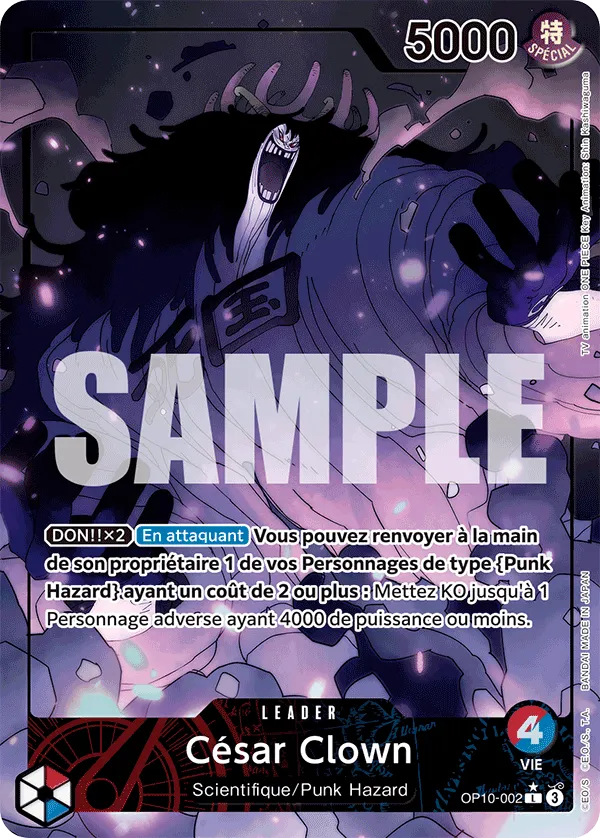 5000
特
SPÉCIAL
TV animation ONE PIECE Key Animation: Shin Kashiwaguma
国
SAMPLE
DON!!×2 En attaquant Vous pouvez renvoyer à la main
de son propriétaire 1 de vos Personnages de type {Punk
Hazard} ayant un coût de 2 ou plus : Mettez KO jusqu'à 1
Personnage adverse ayant 4000 de puissance ou moins.
©E.O./S., T.A. BANDAI MADE IN JAPAN
LEADER
César Clown
Scientifique/Punk Hazard
4
VIE
OP10-002 L 3
©EO/S